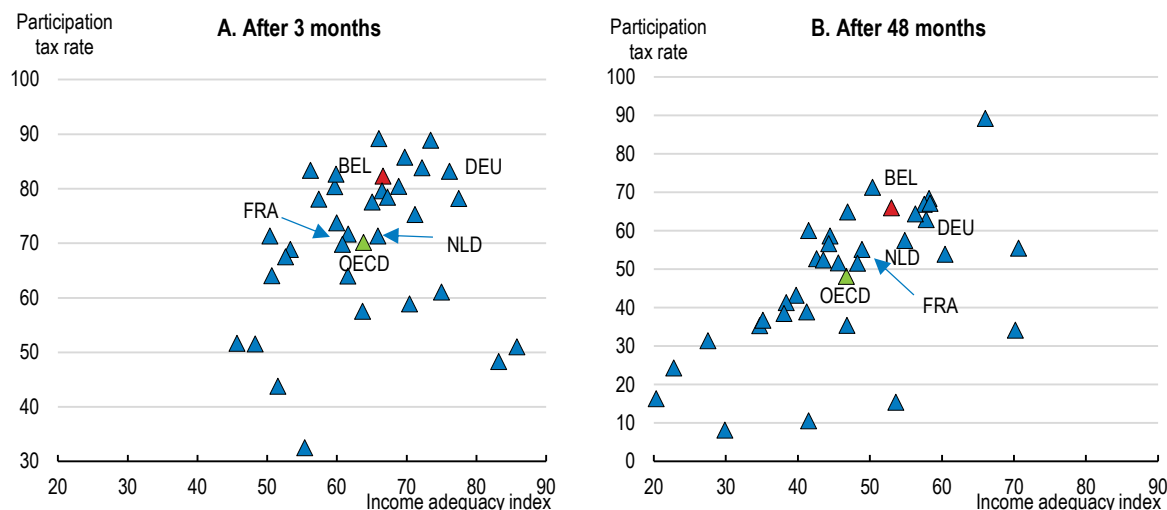 Participation
tax rate
A. After 3 months
100
90
80
70
60
50
40
30
BEL
DEU
FRA
NLD
OECD
20 30 40 50 60 70 80 90
Income adequacy index
Participation
tax rate
B. After 48 months
100
90
80
70
60
50
40
30
20
10
0
BEL
DEU
NLD
OECD
FRA
20 30 40 50 60 70 80 90
Income adequacy index